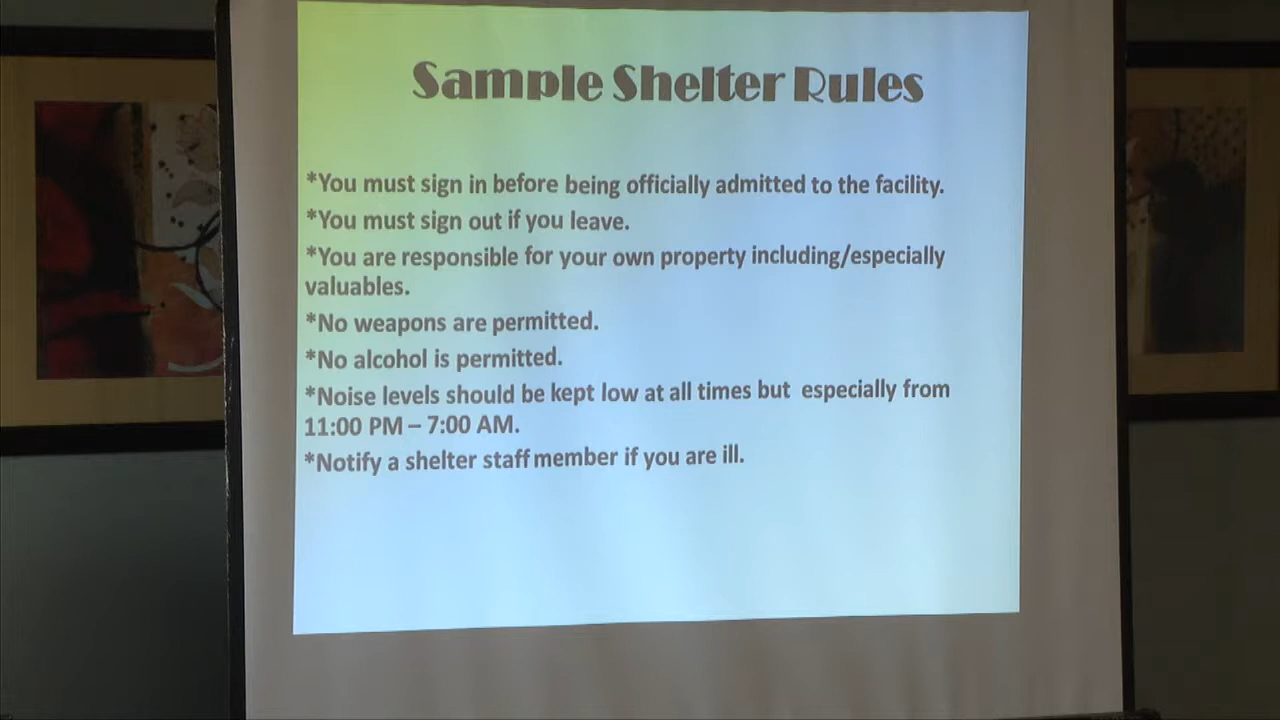 Sample Shelter Rules
*You must sign in before being officially admitted to the facility.
*You must sign out if you leave.
*You are responsible for your own property including/especially
valuables.
*No weapons are permitted.
*No alcohol is permitted.
*Noise levels should be kept low at all times but  especially from
11:00 PM – 7:00 AM.
*Notify a shelter staff member if you are ill.